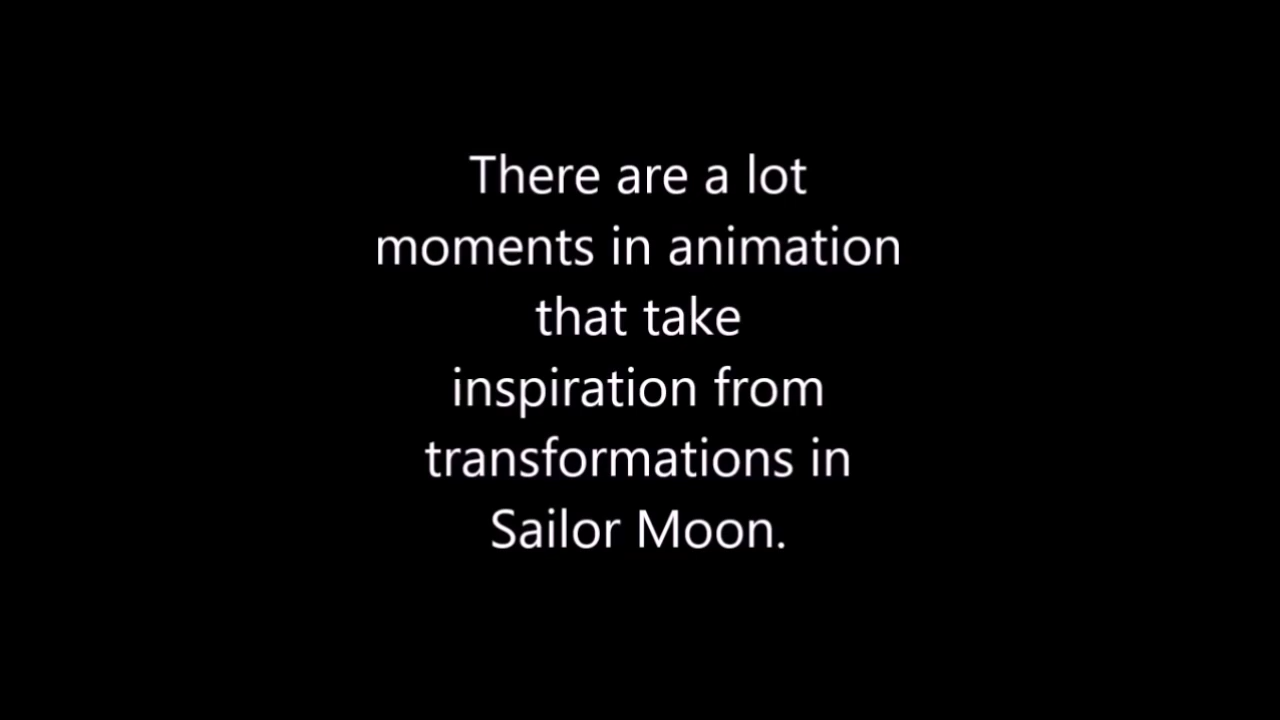 There are a lot
moments in animation
that take
inspiration from
transformations in
Sailor Moon.